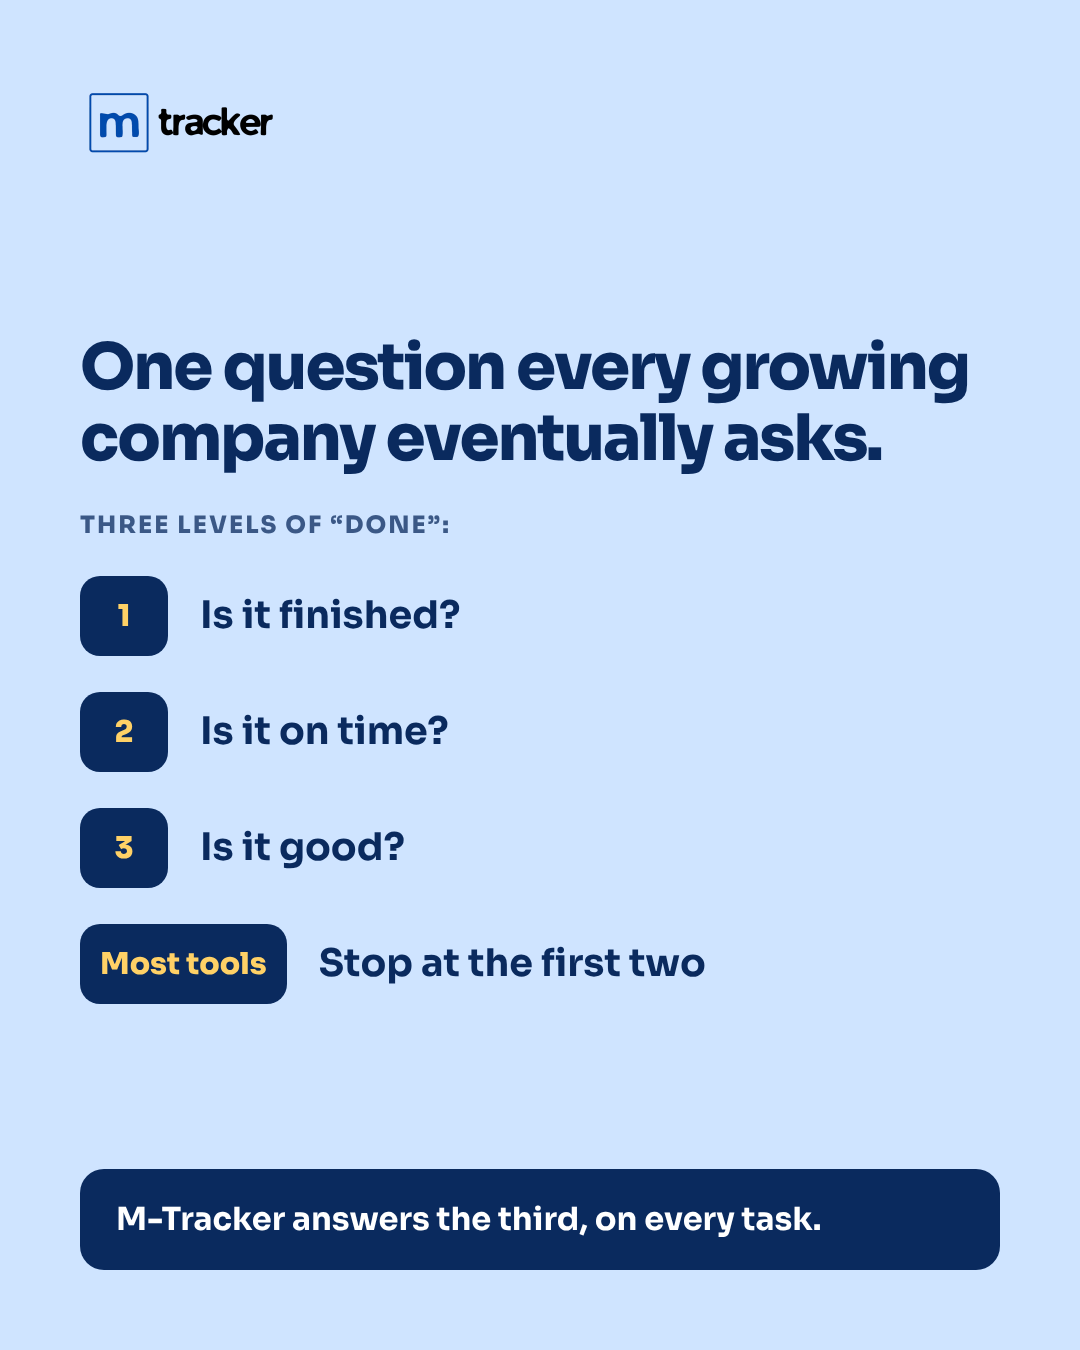 m tracker
One question every growing
company eventually asks.
THREE LEVELS OF “DONE”:
1 Is it finished?
2 Is it on time?
3 Is it good?
Most tools Stop at the first two
M-Tracker answers the third, on every task.